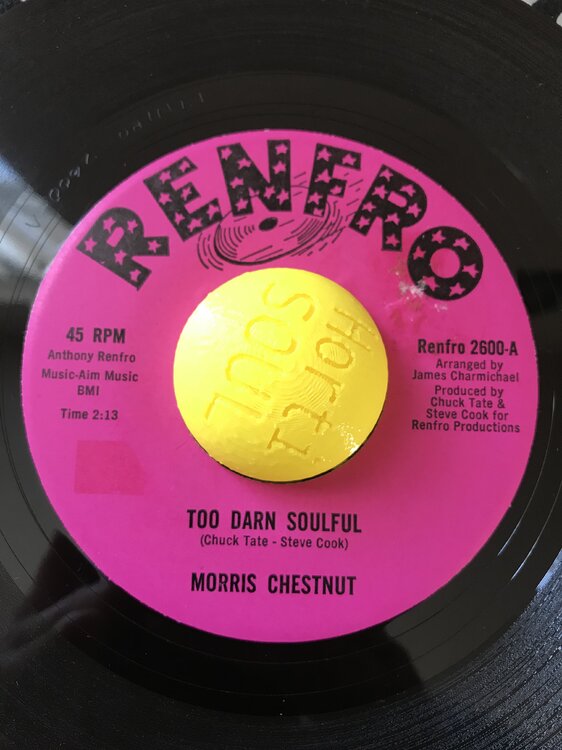 RENFRO
45 RPM
Anthony Renfro
Music-Aim Music
BMI
Time 2:13
Renfro 2600-A
Arranged by
James Charmichael
Produced by
Chuck Tate &
Steve Cook for
Renfro Productions
SOUL
HORTI
TOO DARN SOULFUL
(Chuck Tate - Steve Cook)
MORRIS CHESTNUT